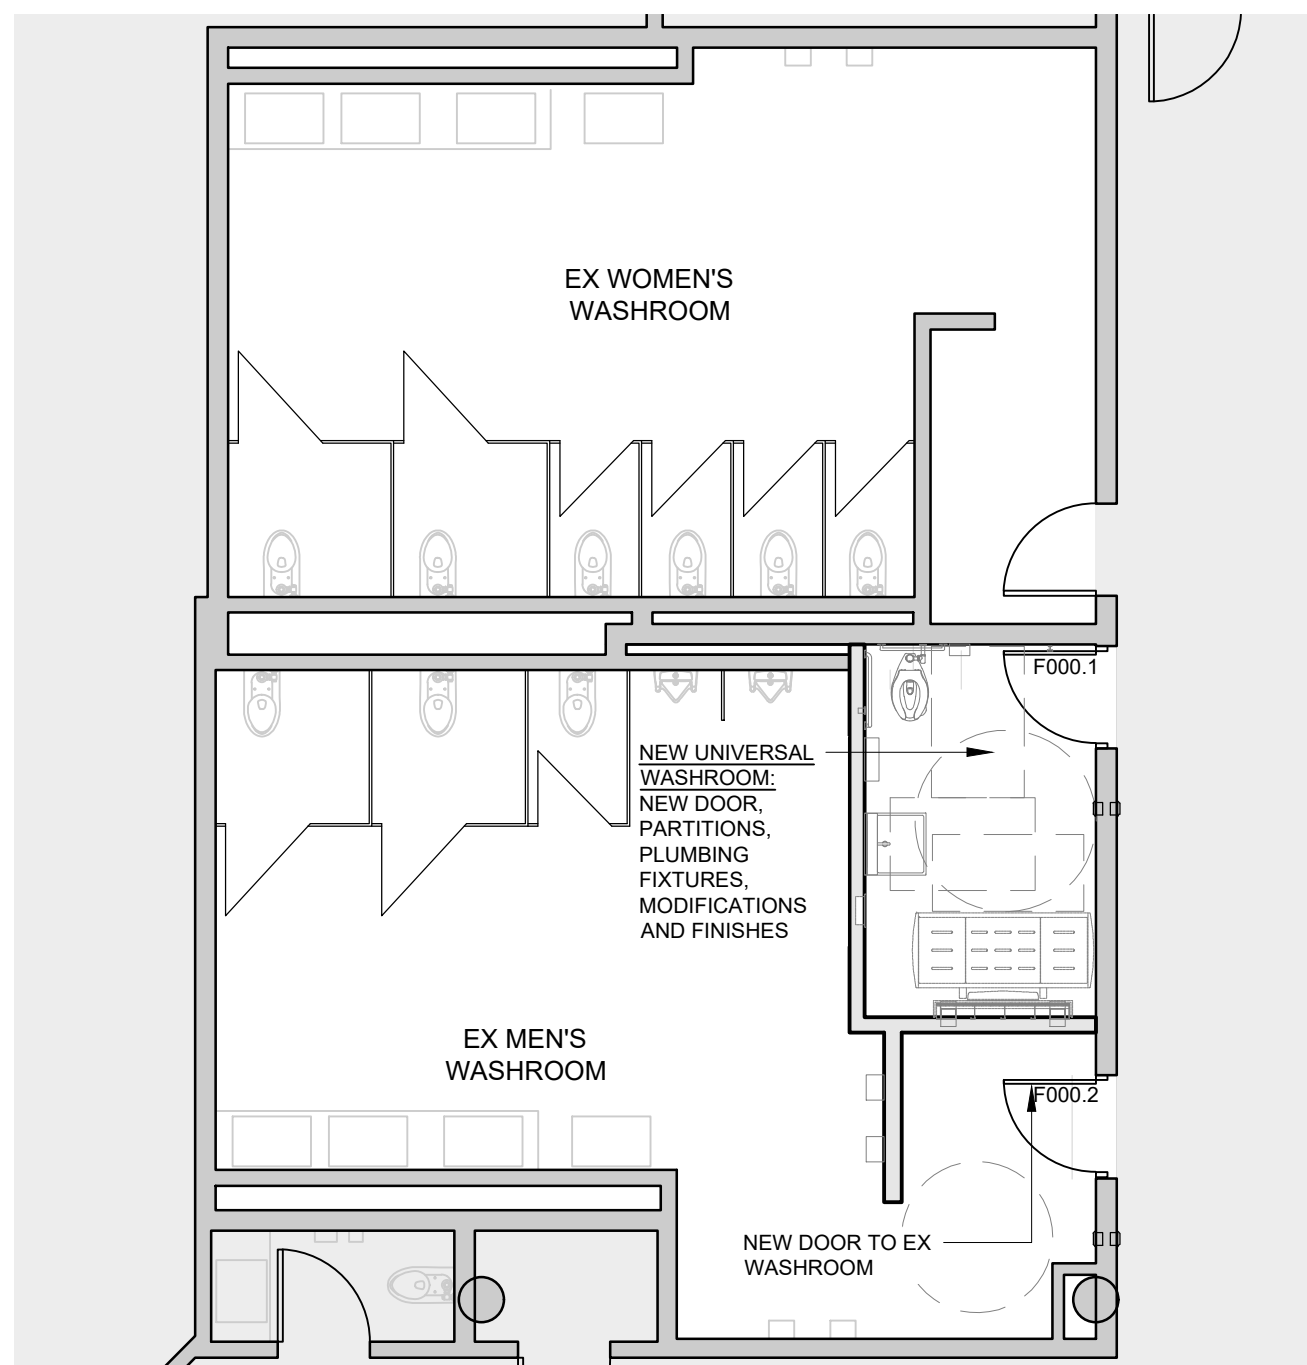 EX WOMEN'S
WASHROOM
F000.1
NEW UNIVERSAL
WASHROOM:
NEW DOOR,
PARTITIONS,
PLUMBING
FIXTURES,
MODIFICATIONS
AND FINISHES
EX MEN'S
WASHROOM
F000.2
NEW DOOR TO EX
WASHROOM